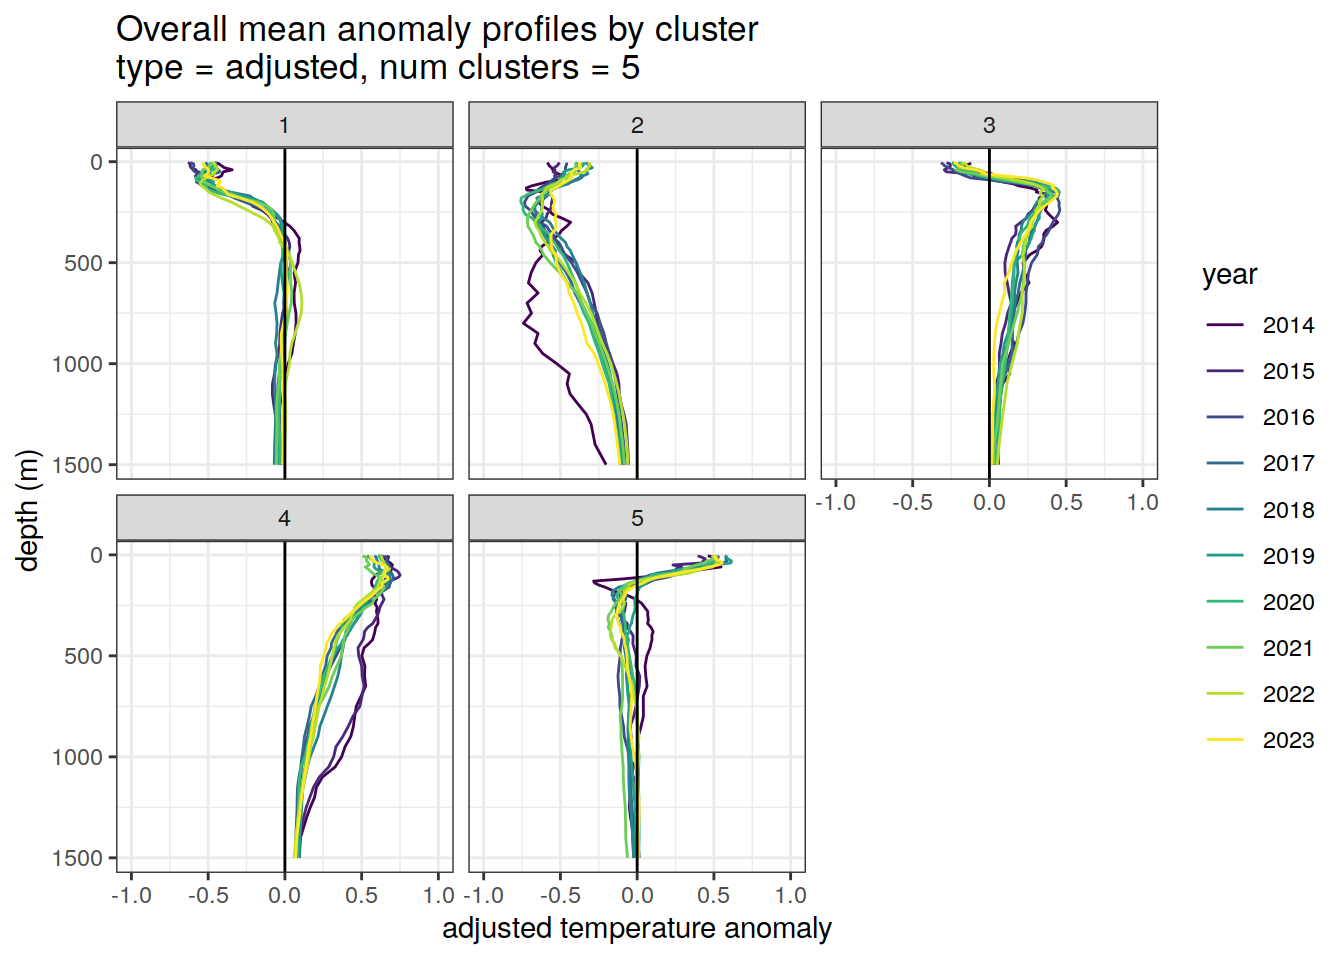 Overall mean anomaly profiles by cluster
type = adjusted, num clusters = 5
1
2
3
0
500
1000
1500
-1.0 -0.5 0.0 0.5 1.0
4
5
0
500
1000
1500
-1.0 -0.5 0.0 0.5 1.0
-1.0 -0.5 0.0 0.5 1.0
depth (m)
adjusted temperature anomaly
year
2014
2015
2016
2017
2018
2019
2020
2021
2022
2023